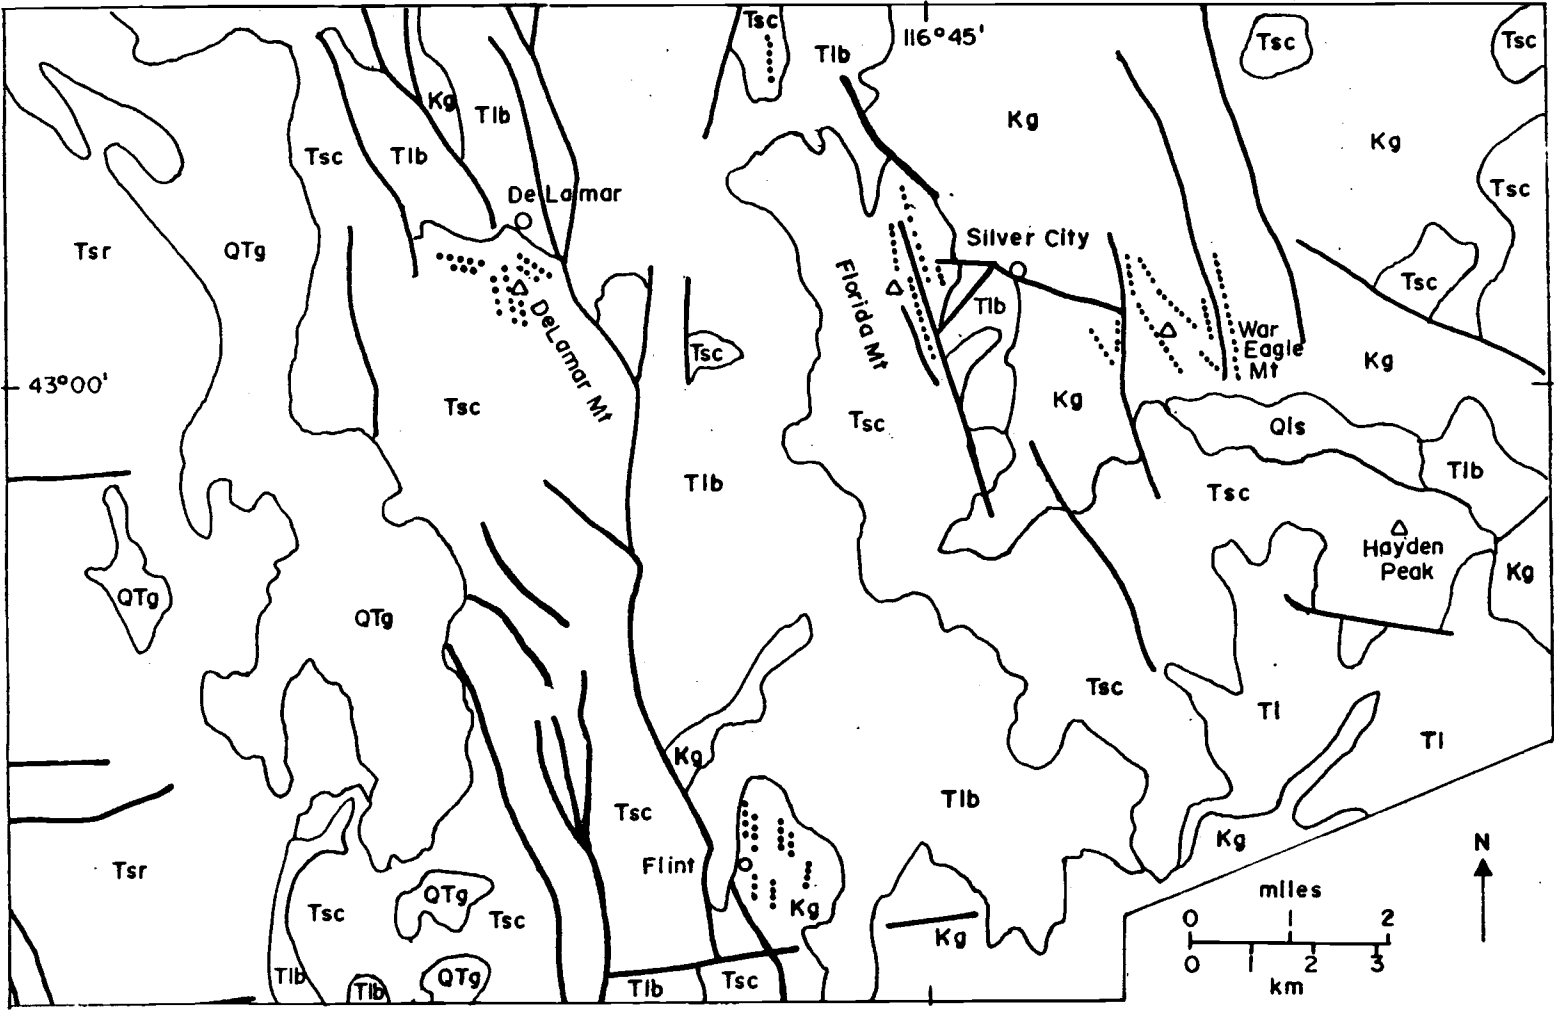 Tsc
Tlb
116°45'
Tsc
Tsc
Kg
Tlb
Kg
Kg
Tsc
Tlb
Tsc
De Lamar
Tsr
QTg
Silver City
Florida Mt
Tsc
Tlb
DeLamar Mt
War
Eagle
Mt
Tsc
Kg
43°00'
Tsc
Kg
Tsc
Qls
Tlb
Tlb
Tsc
Hayden
Peak
Kg
QTg
QTg
Tsc
Tl
Tl
Kg
Tsc
Tlb
Kg
N
Tsr
Flint
miles
0 1 2
0 1 2 3
km
QTg
Tsc
Tsc
Kg
Kg
Tlb
Tlb
QTg
Tlb
Tsc